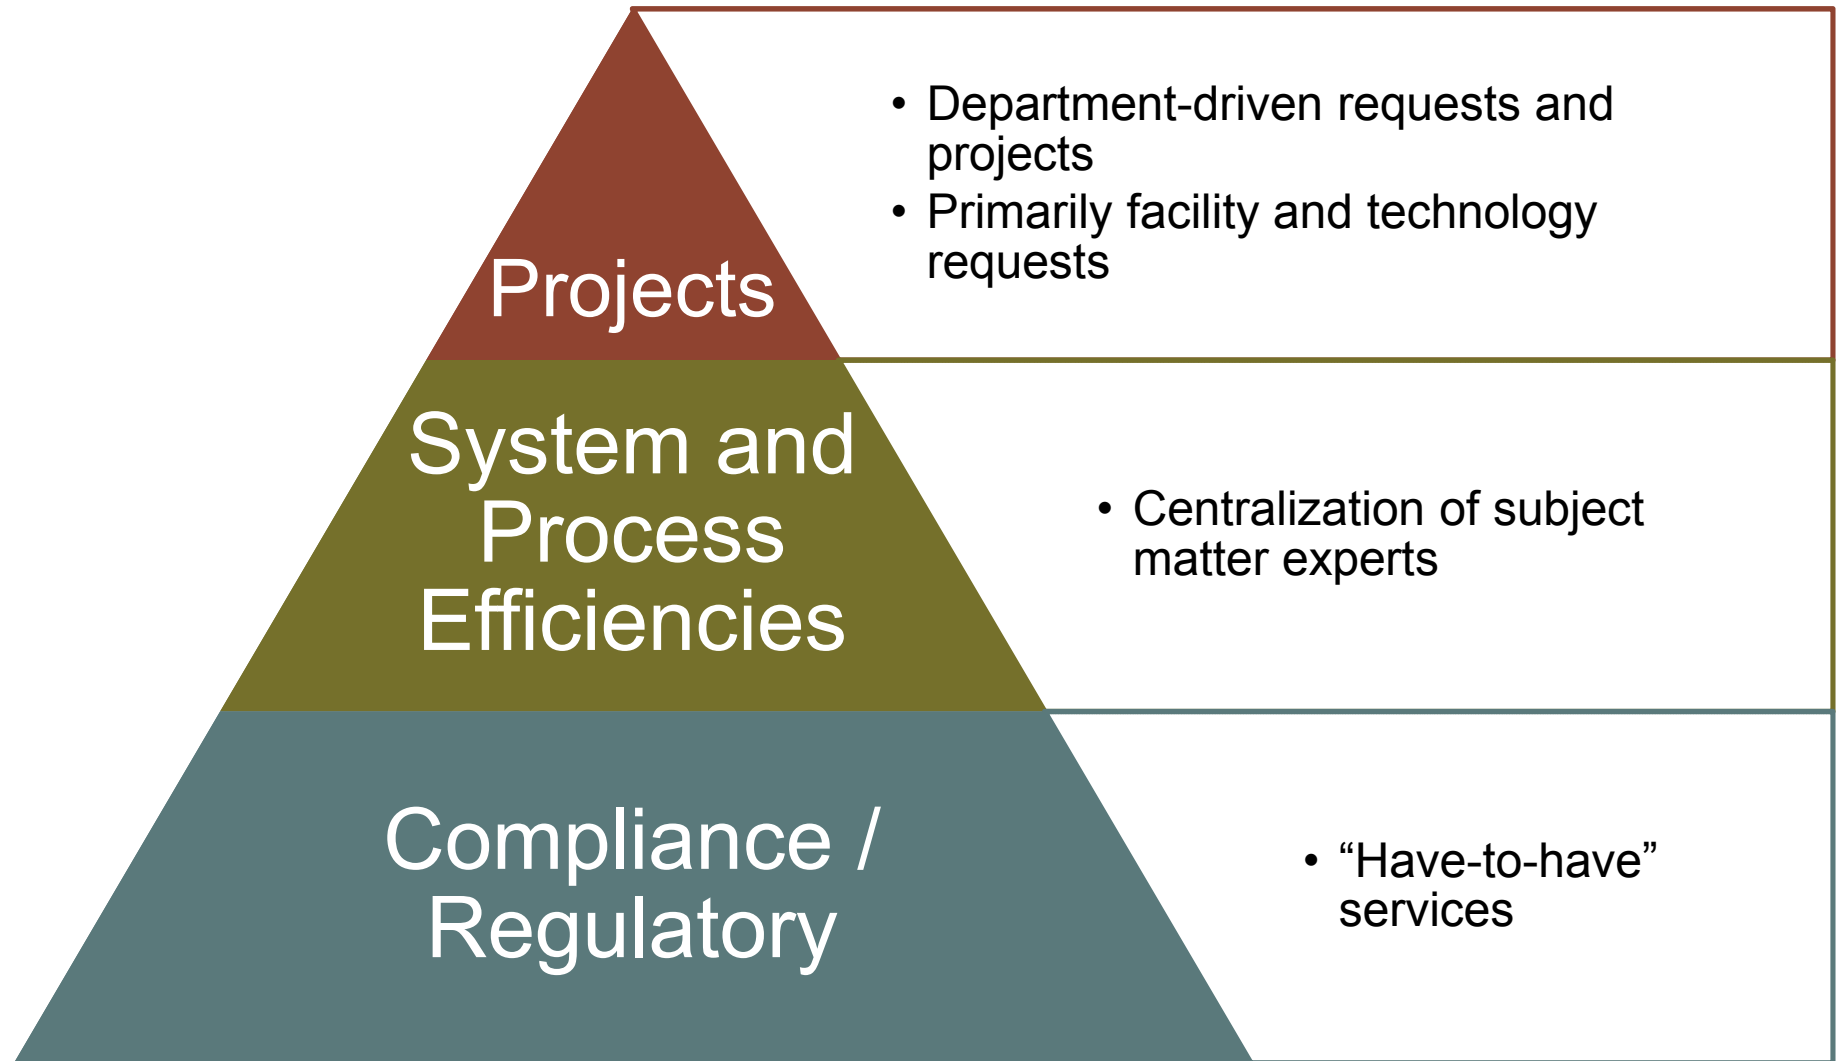 Projects
• Department-driven requests and
projects
• Primarily facility and technology
requests
System and
Process
Efficiencies
• Centralization of subject
matter experts
Compliance /
Regulatory
• “Have-to-have”
services